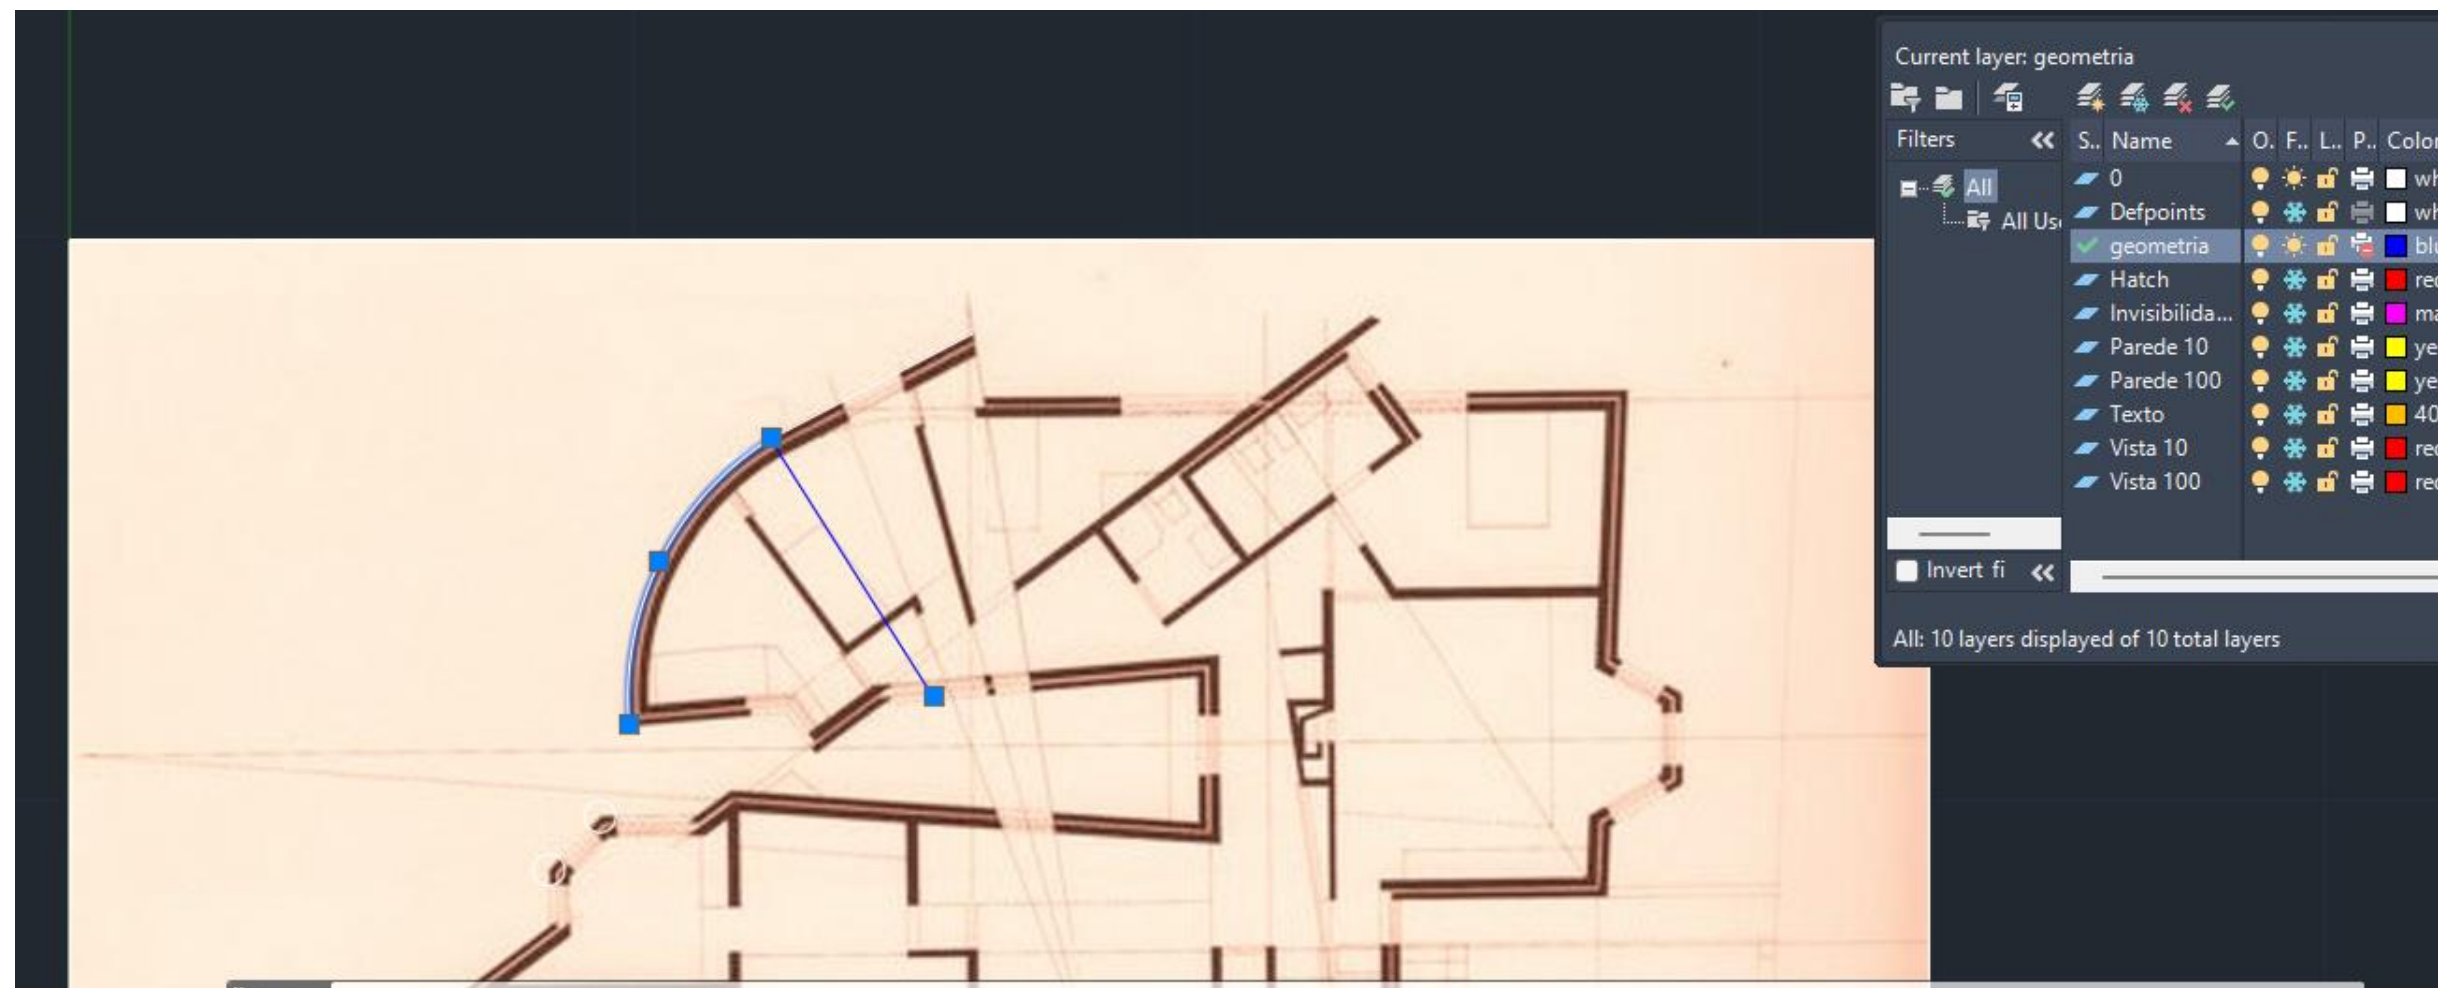 Current layer: geometria
Filters
S.. Name O. F.. L.. P.. Color
All
All Us
0
Defpoints
geometria
Hatch
Invisibilida...
Parede 10
Parede 100
Texto 40
Vista 10
Vista 100
Invert fi
All: 10 layers displayed of 10 total layers